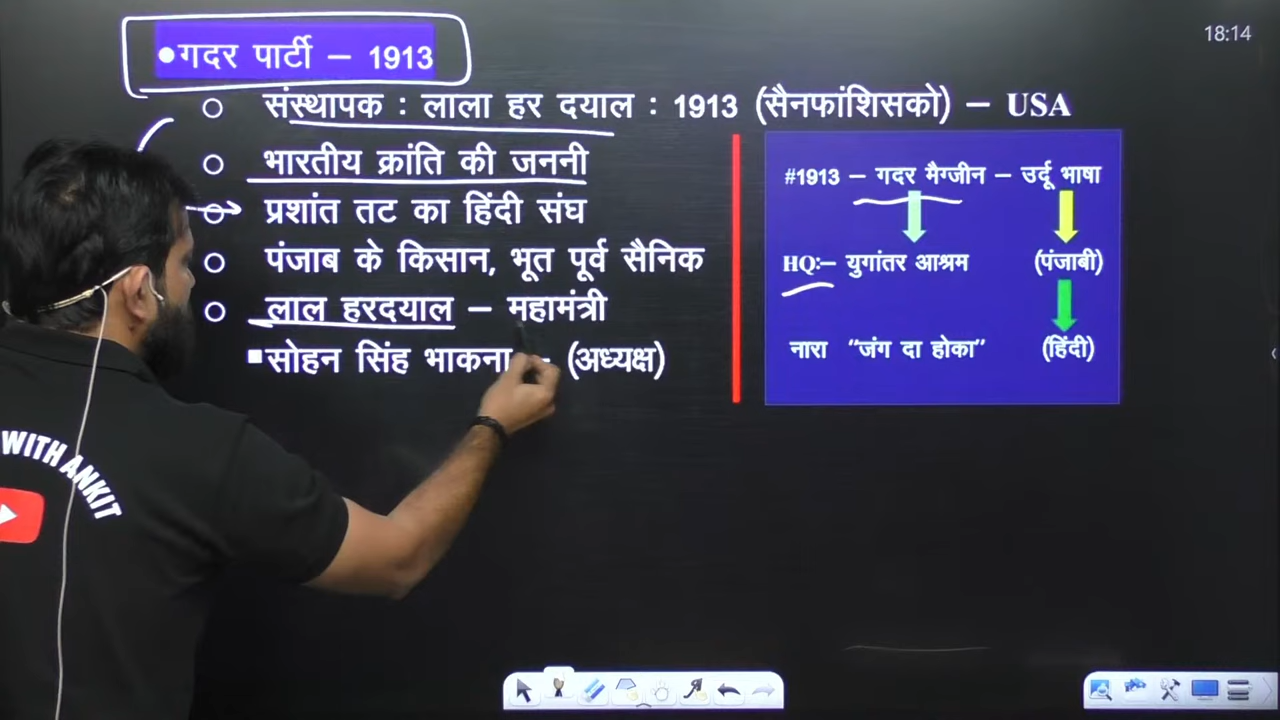 18:14
•गदर पार्टी – 1913
संस्थापक : लाला हर दयाल : 1913 (सैनफांशिसको) – USA
भारतीय क्रांति की जननी
प्रशांत तट का हिंदी संघ
पंजाब के किसान, भूत पूर्व सैनिक
लाल हरदयाल – महामंत्री
▪सोहन सिंह भाकना – (अध्यक्ष)
#1913 – गदर मैग्जीन – उर्दू भाषा
HQ:– युगांतर आश्रम (पंजाबी)
नारा “जंग दा होका” (हिंदी)
WITH ANKIT